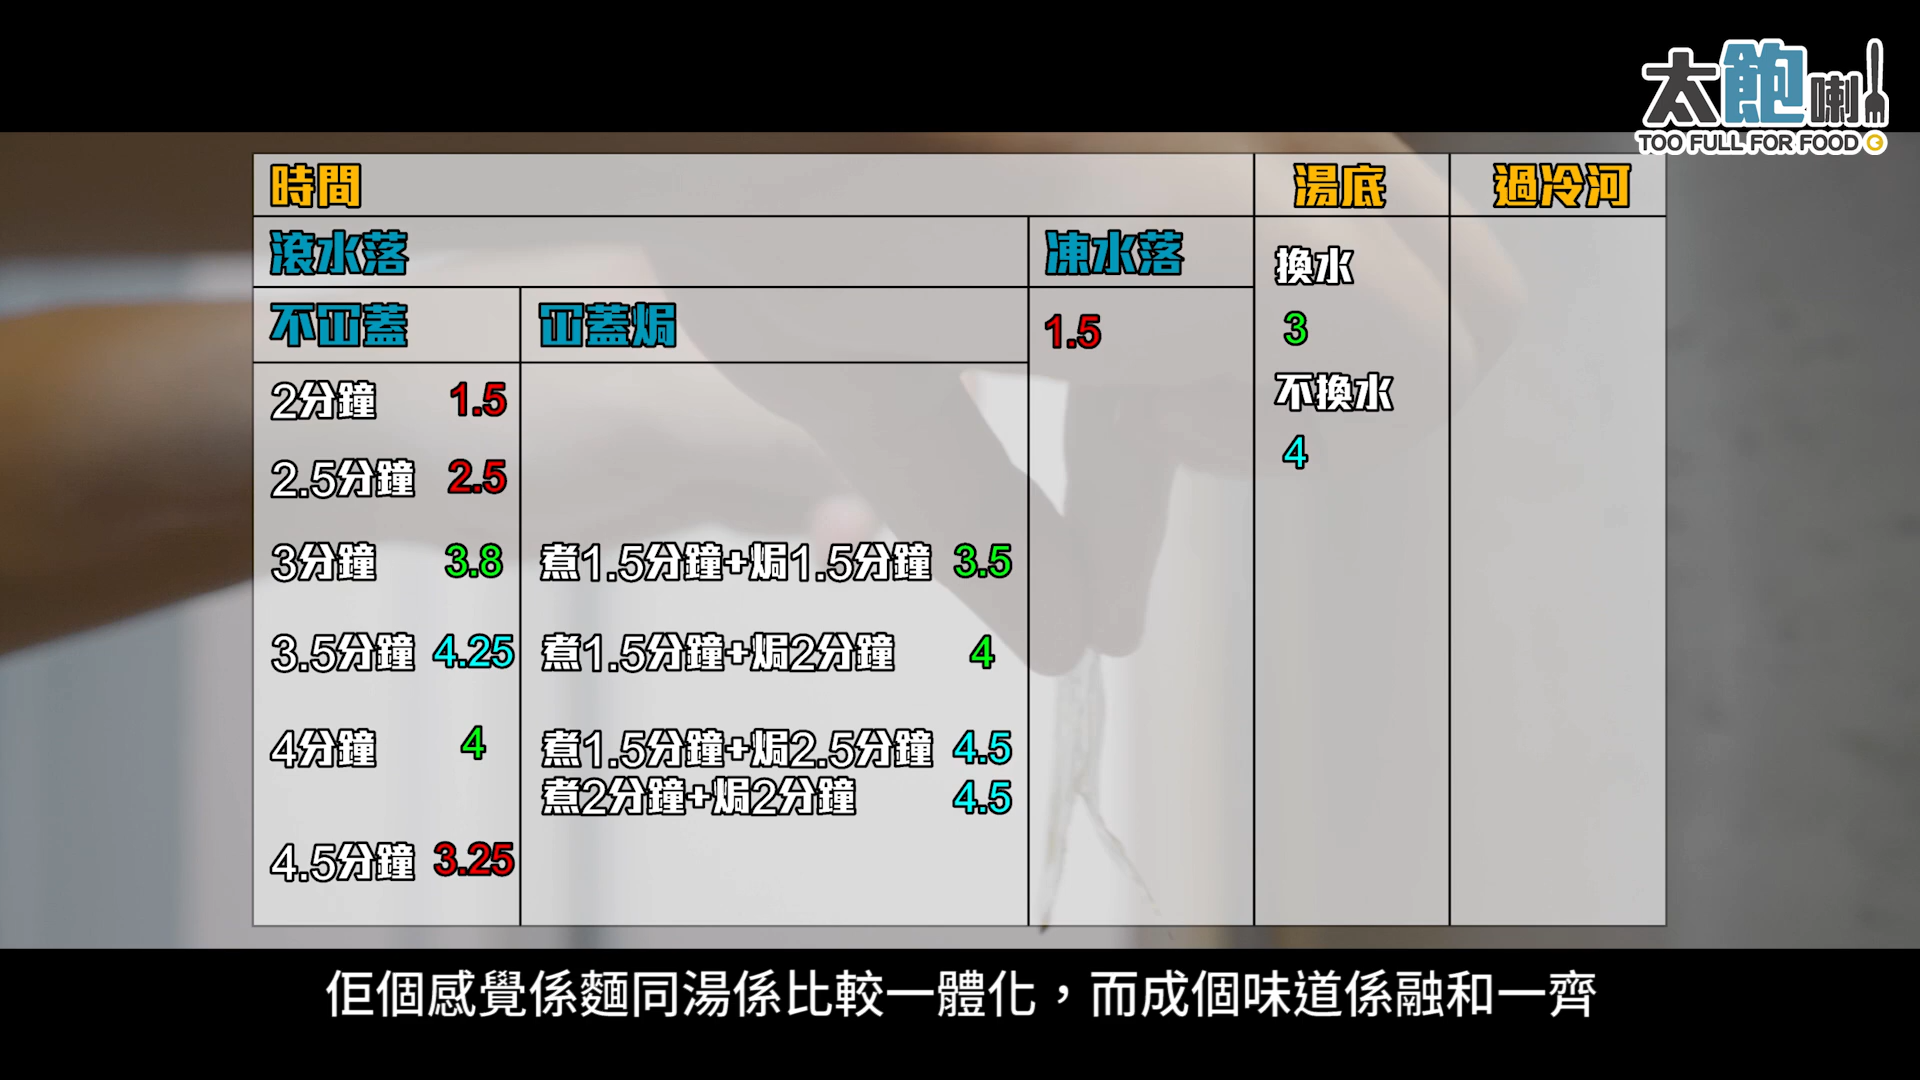 太飽喇
TOO FULL FOR FOOD
時間 湯底 過冷河
滾水落 凍水落 換水
不冚蓋 冚蓋焗 1.5 3
不換水
2分鐘 1.5
4
2.5分鐘 2.5
3分鐘 3.8 煮1.5分鐘+焗1.5分鐘 3.5
3.5分鐘 4.25 煮1.5分鐘+焗2分鐘 4
4分鐘 4 煮1.5分鐘+焗2.5分鐘 4.5
煮2分鐘+焗2分鐘 4.5
4.5分鐘 3.25
佢個感覺係麵同湯係比較一體化，而成個味道係融和一齊